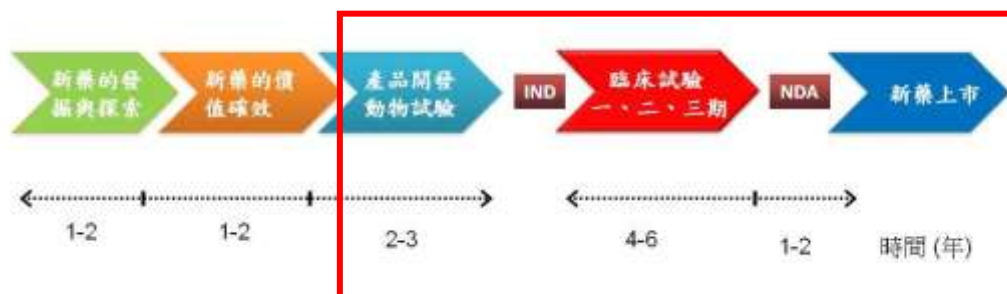 新藥的發
掘與探索
新藥的價
值確效
產品開發
動物試驗
IND
臨床試驗
一、二、三期
NDA
新藥上市
1-2
1-2
2-3
4-6
1-2
時間 (年)